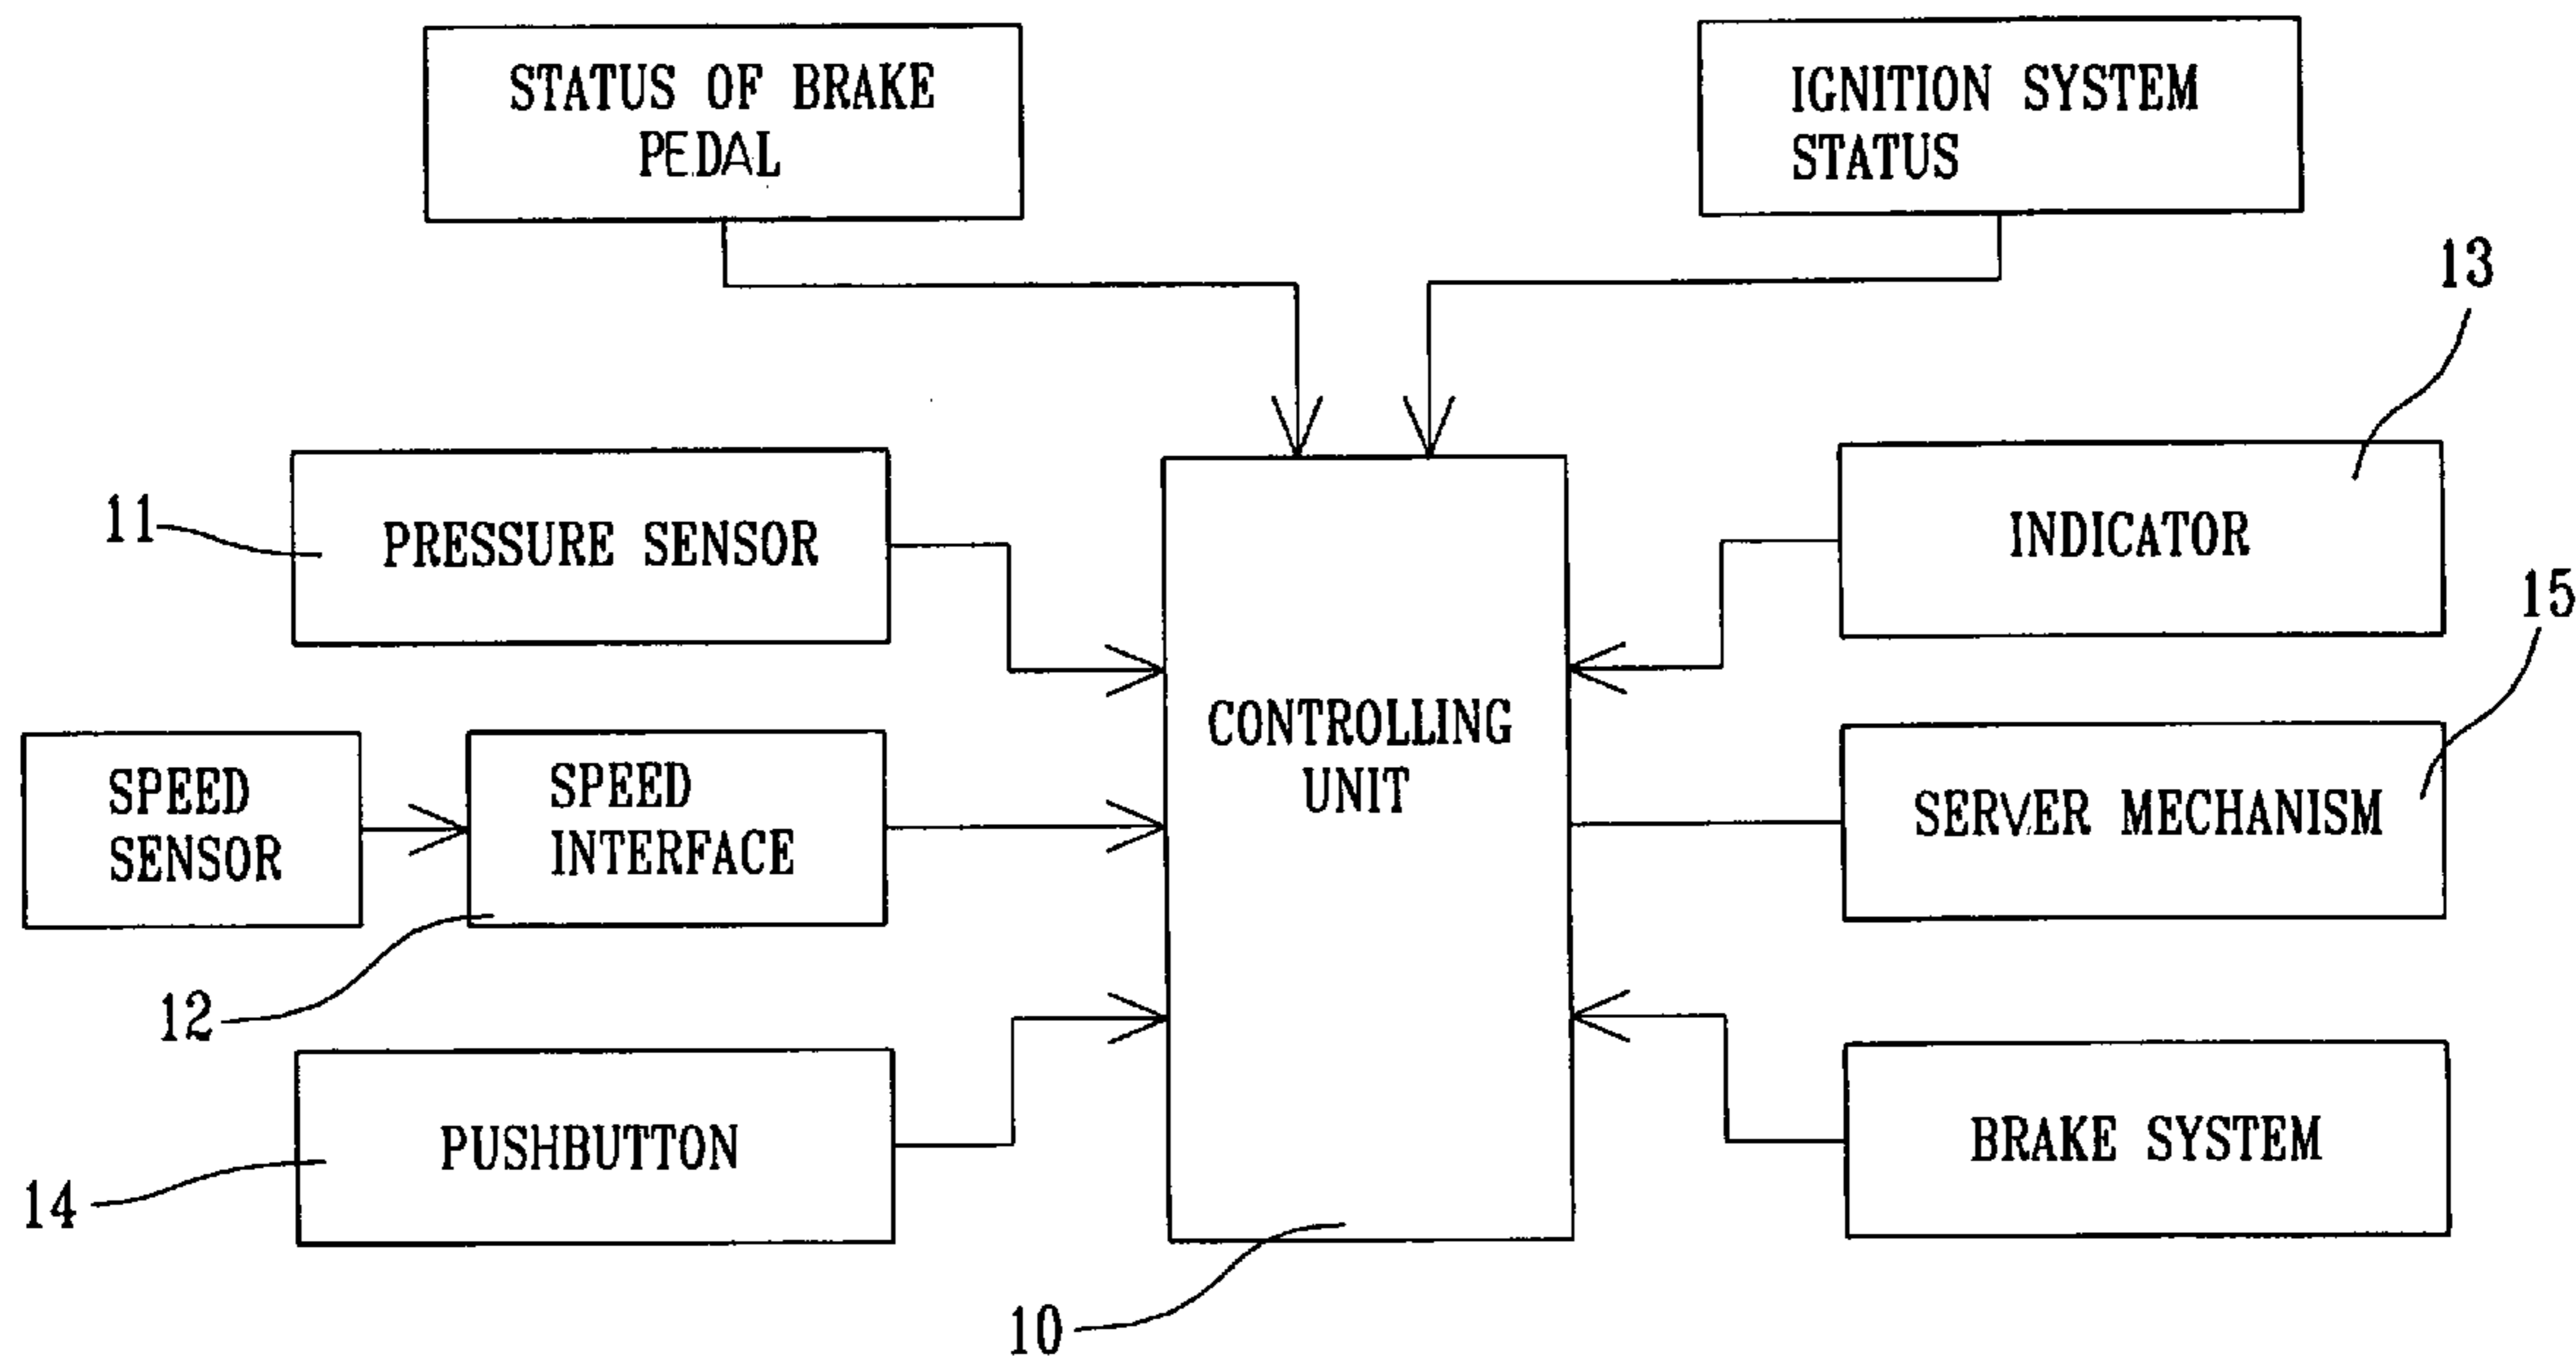 STATUS OF BRAKE
PEDAL
IGNITION SYSTEM
STATUS
13
11
PRESSURE SENSOR
INDICATOR
15
CONTROLLING
UNIT
SPEED
SENSOR
SPEED
INTERFACE
SERVER MECHANISM
12
14
PUSHBUTTON
BRAKE SYSTEM
10